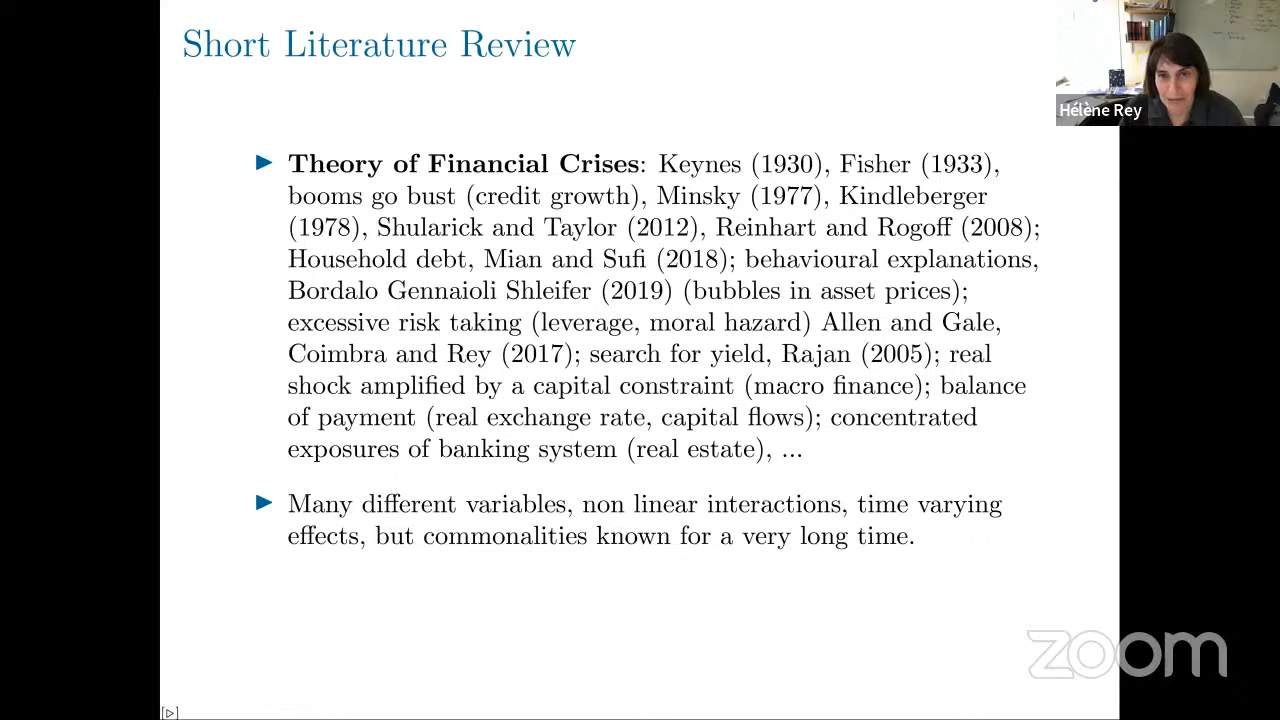 Short Literature Review
Hélène Rey
Theory of Financial Crises: Keynes (1930), Fisher (1933),
booms go bust (credit growth), Minsky (1977), Kindleberger
(1978), Shularick and Taylor (2012), Reinhart and Rogoff (2008);
Household debt, Mian and Sufi (2018); behavioural explanations,
Bordalo Gennaioli Shleifer (2019) (bubbles in asset prices);
excessive risk taking (leverage, moral hazard) Allen and Gale,
Coimbra and Rey (2017); search for yield, Rajan (2005); real
shock amplified by a capital constraint (macro finance); balance
of payment (real exchange rate, capital flows); concentrated
exposures of banking system (real estate), ...
Many different variables, non linear interactions, time varying
effects, but commonalities known for a very long time.
zoom